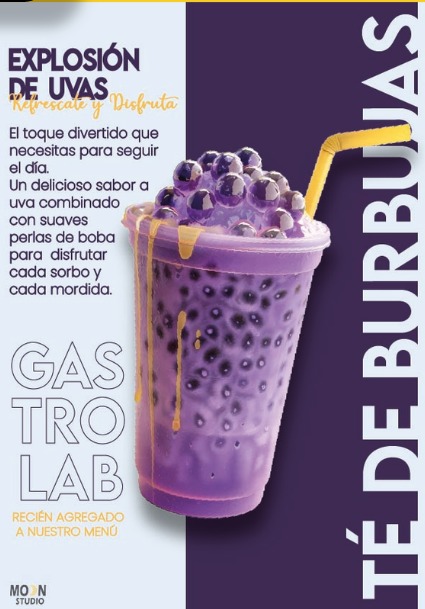 EXPLOSIÓN
DE UVAS
Refrescate y Disfruta
El toque divertido que
necesitas para seguir
el día.
Un delicioso sabor a
uva combinado
con suaves
perlas de boba
para disfrutar
cada sorbo y
cada mordida.
GAS
TRO
LAB
RECIÉN AGREGADO
A NUESTRO MENÚ
MOON
STUDIO
TÉ DE BURBUJAS